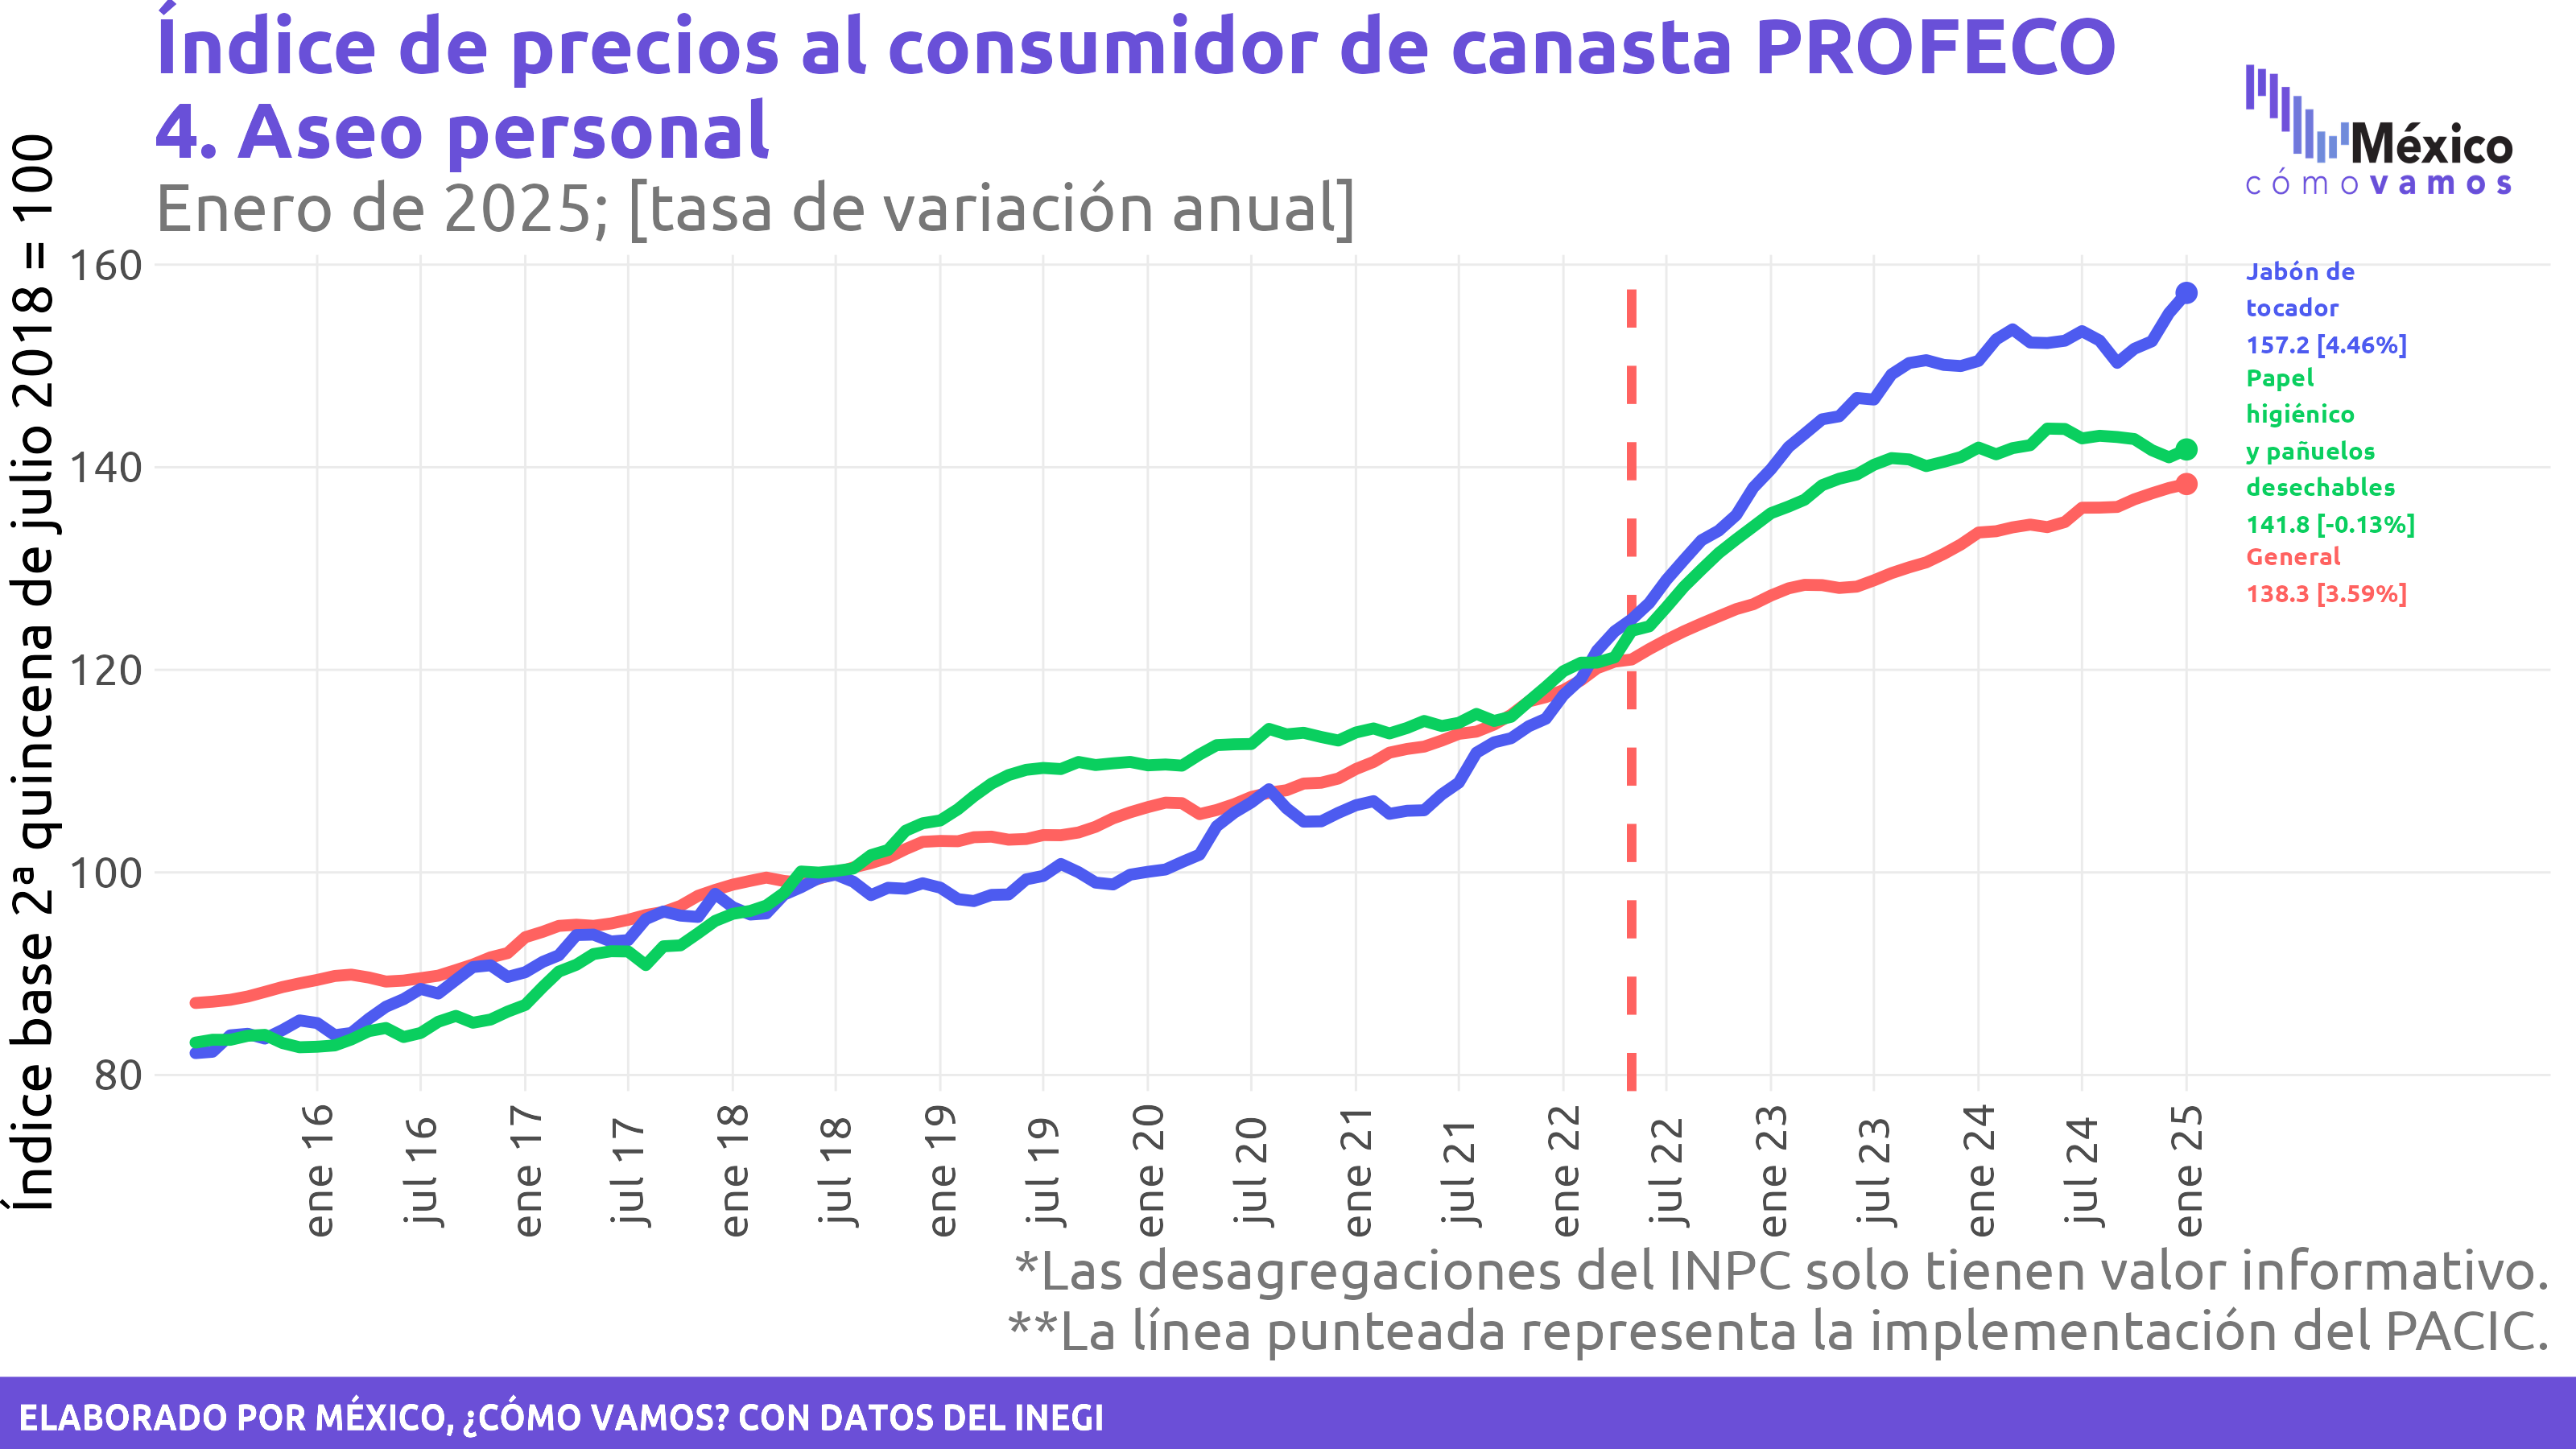 Índice de precios al consumidor de canasta PROFECO
4. Aseo personal
Enero de 2025; [tasa de variación anual]
México
cómo vamos
Índice base 2ª quincena de julio 2018 = 100
160
140
120
100
80
Jabón de
tocador
157.2 [4.46%]
Papel
higiénico
y pañuelos
desechables
141.8 [-0.13%]
General
138.3 [3.59%]
ene 16
jul 16
ene 17
jul 17
ene 18
jul 18
ene 19
jul 19
ene 20
jul 20
ene 21
jul 21
ene 22
jul 22
ene 23
jul 23
ene 24
jul 24
ene 25
*Las desagregaciones del INPC solo tienen valor informativo.
**La línea punteada representa la implementación del PACIC.
ELABORADO POR MÉXICO, ¿CÓMO VAMOS? CON DATOS DEL INEGI